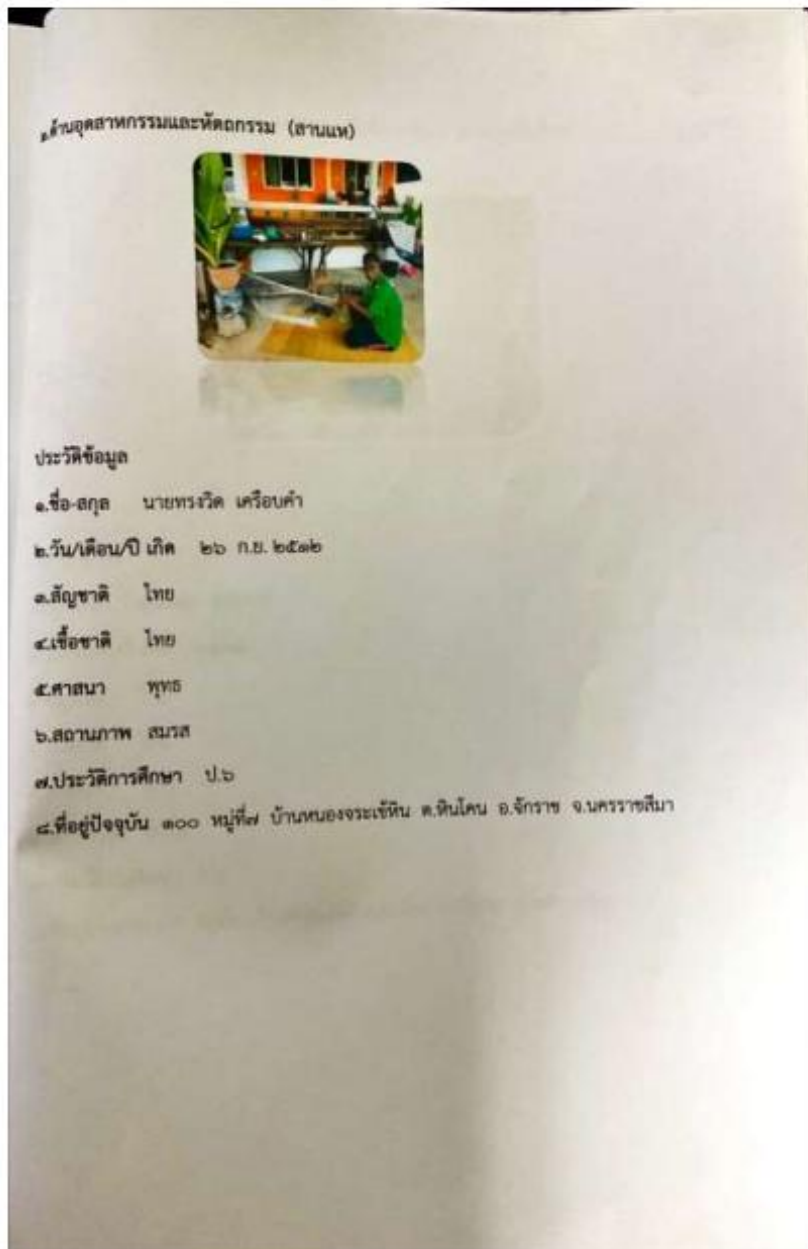 ด้านอุตสาหกรรมและหัตถกรรม (สานแห)
ประวัติข้อมูล
๑.ชื่อ-สกุล นายทรงวิด เครือบคำ
๒.วัน/เดือน/ปี เกิด ๒๖ ก.ย. ๒๕๑๒
๓.สัญชาติ ไทย
๔.เชื้อชาติ ไทย
๕.ศาสนา พุทธ
๖.สถานภาพ สมรส
๗.ประวัติการศึกษา ป.๖
๘.ที่อยู่ปัจจุบัน ๑๐๐ หมู่ที่๗ บ้านหนองจระเข้หิน ต.หินโคน อ.จักราช จ.นครราชสีมา